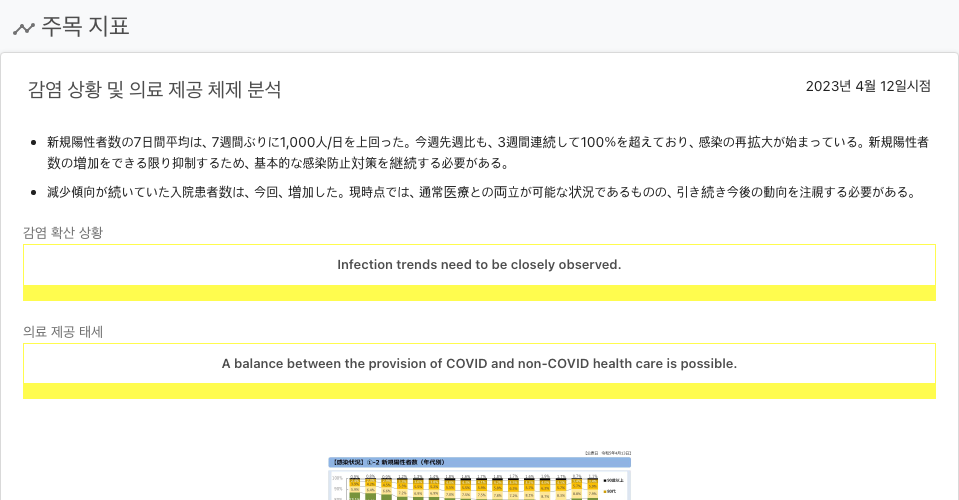 주목 지표
감염 상황 및 의료 제공 체제 분석
2023년 4월 12일시점
新規陽性者数の7日間平均は、7週間ぶりに1,000人/日を上回った。今週先週比も、3週間連続して100%を超えており、感染の再拡大が始まっている。新規陽性者
数の増加をできる限り抑制するため、基本的な感染防止対策を継続する必要がある。
減少傾向が続いていた入院患者数は、今回、増加した。現時点では、通常医療との両立が可能な状況であるものの、引き続き今後の動向を注視する必要がある。
감염 확산 상황
Infection trends need to be closely observed.
의료 제공 태세
A balance between the provision of COVID and non-COVID health care is possible.
【感染状況】①-2 新規陽性者数（年代別）
100%
90%
■90歳以上
■80代